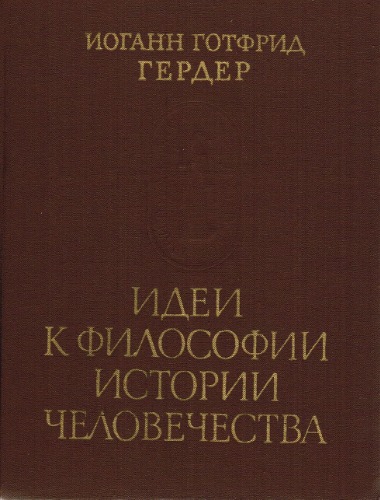 ИОГАНН ГОТФРИД
ГЕРДЕР
ИДЕИ
К ФИЛОСОФИИ
ИСТОРИИ
ЧЕЛОВЕЧЕСТВА